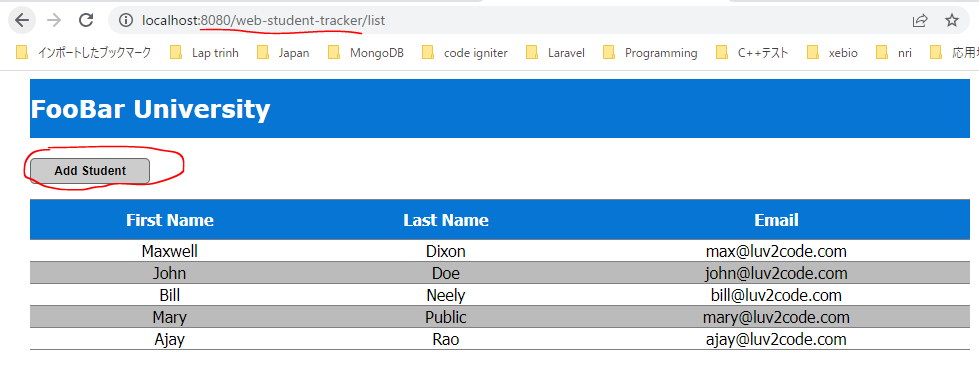 localhost:8080/web-student-tracker/list
インポートしたブックマーク Lap trinh Japan MongoDB code igniter Laravel Programming C++テスト xebio nri 応用
FooBar University
Add Student
First Name Last Name Email
Maxwell Dixon max@luv2code.com
John Doe john@luv2code.com
Bill Neely bill@luv2code.com
Mary Public mary@luv2code.com
Ajay Rao ajay@luv2code.com